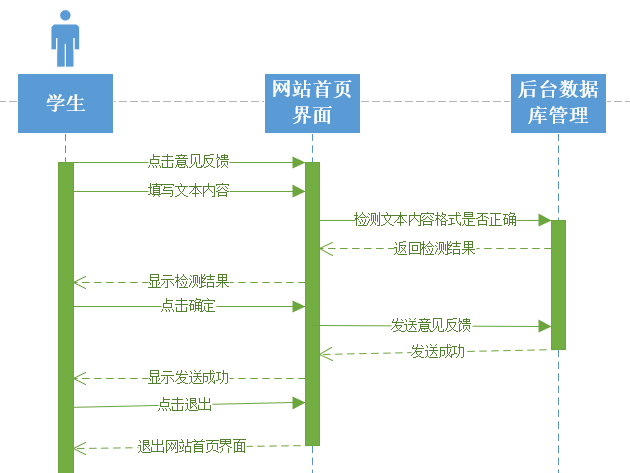 学生
网站首页
界面
后台数据
库管理
点击意见反馈
填写文本内容
检测文本内容格式是否正确
返回检测结果
显示检测结果
点击确定
发送意见反馈
发送成功
显示发送成功
点击退出
退出网站首页界面